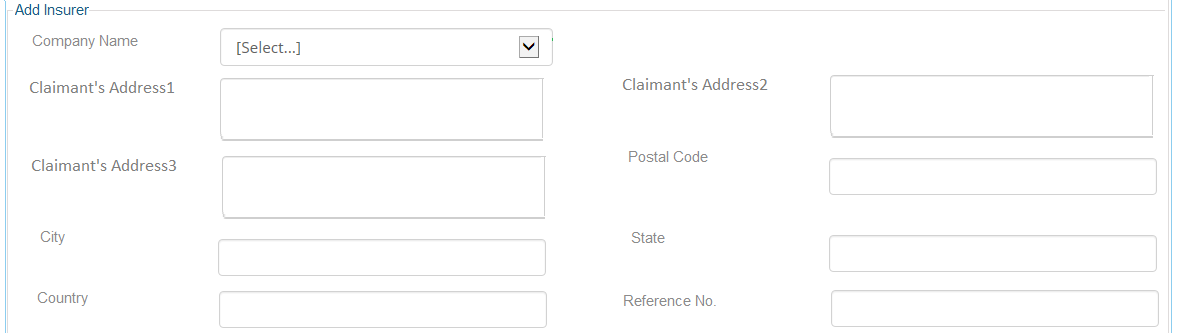 Add Insurer
Company Name
[Select...]
Claimant's Address1
Claimant's Address2
Claimant's Address3
Postal Code
City
State
Country
Reference No.